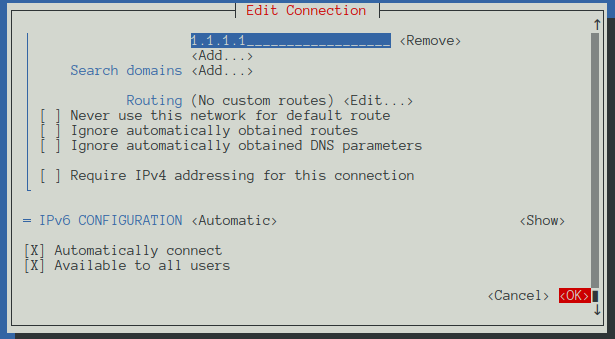 Edit Connection
1.1.1.1__________________ <Remove>
<Add...>
Search domains <Add...>
Routing (No custom routes) <Edit...>
[ ] Never use this network for default route
[ ] Ignore automatically obtained routes
[ ] Ignore automatically obtained DNS parameters
[ ] Require IPv4 addressing for this connection
= IPv6 CONFIGURATION <Automatic> <Show>
[X] Automatically connect
[X] Available to all users
<Cancel> <OK>